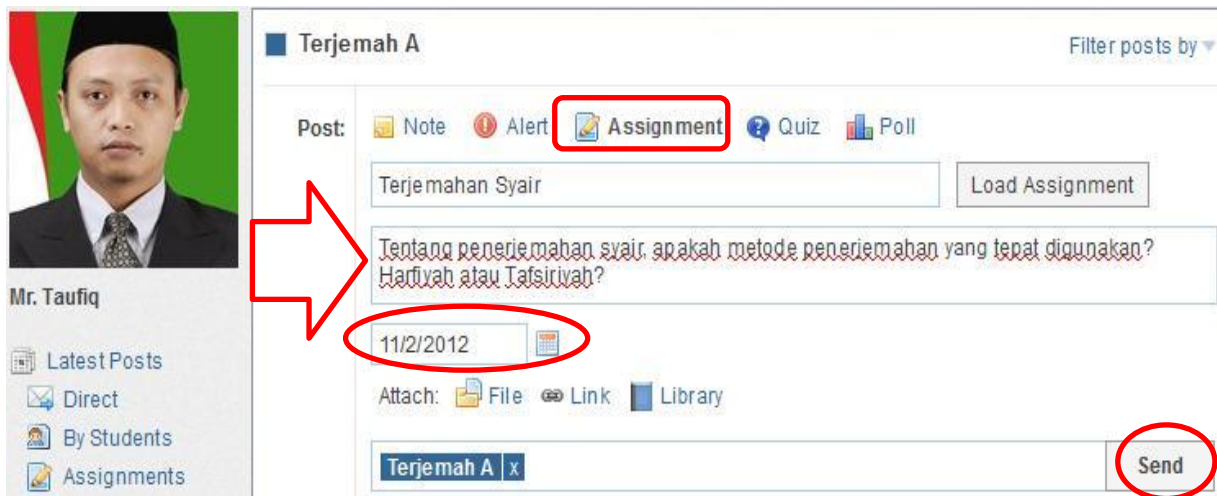 Terjemah A
Filter posts by
Post:
Note
Alert
Assignment
Quiz
Poll
Terjemahan Syair
Load Assignment
Tentang penerjemahan syair, apakah metode penerjemahan yang tepat digunakan?
Harfiyah atau Tafsiriyah?
11/2/2012
Attach:
File
Link
Library
Terjemah A x
Send
Mr. Taufiq
Latest Posts
Direct
By Students
Assignments